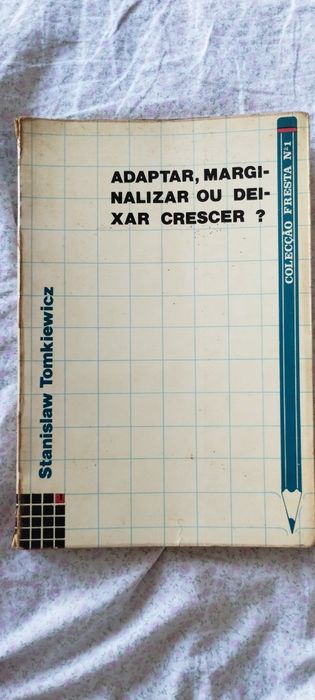 ADAPTAR, MARGI-
NALIZAR OU DEI-
XAR CRESCER ?
COLECÇÃO FRESTA Nº1
Stanislaw Tomkiewicz